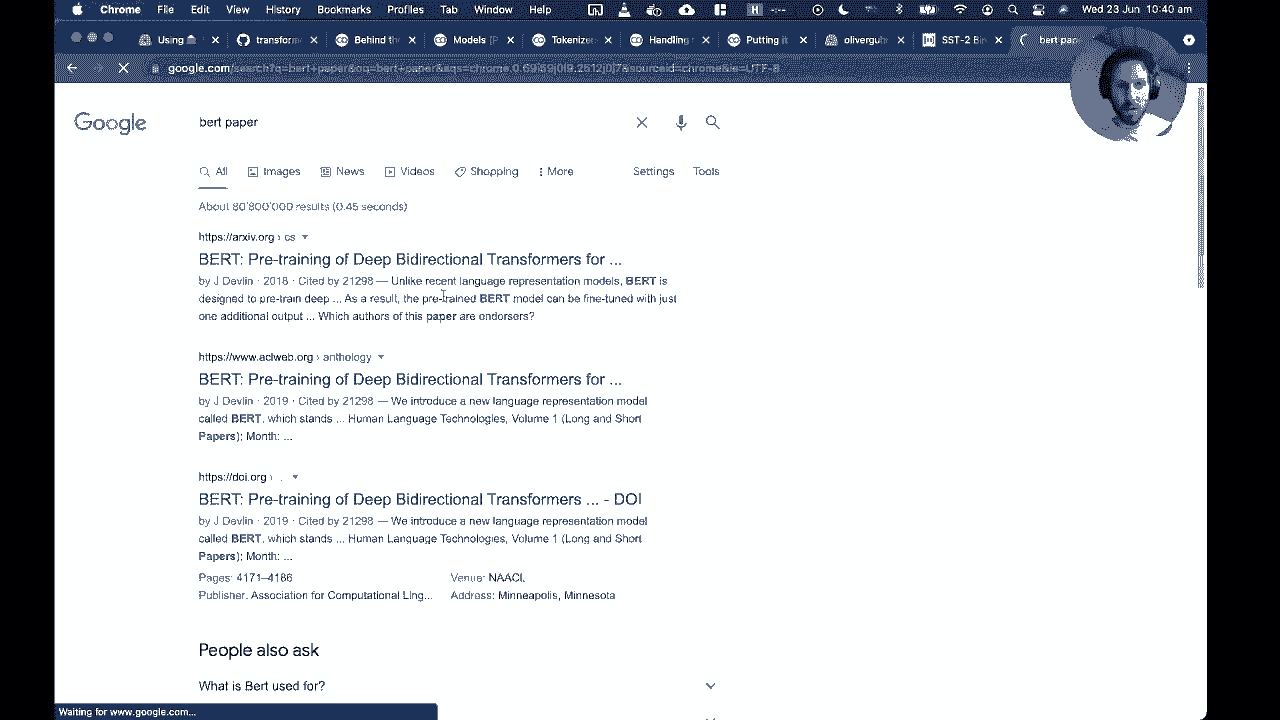 Chrome File Edit View History Bookmarks Profiles Tab Window Help Wed 23 Jun 10:40 am
Using Behind th Models [P Tokenize Handling Putting it SST-2 Bi bert pap
google.com/search?q=bert+paper&oq=bert+paper&aqs=chrome.0.69i59j0l9.2512j0j7&sourceid=chrome&ie=UTF-8
Google bert paper
All Images News Videos Shopping More Settings Tools
About 80'800'000 results (0.45 seconds)
https://arxiv.org › cs
BERT: Pre-training of Deep Bidirectional Transformers for ...
by J Devlin · 2018 · Cited by 21298 — Unlike recent language representation models, BERT is
designed to pre-train deep ... As a result, the pre-trained BERT model can be fine-tuned with just
one additional output ... Which authors of this paper are endorsers?
https://www.aclweb.org › anthology
BERT: Pre-training of Deep Bidirectional Transformers for ...
by J Devlin · 2019 · Cited by 21298 — We introduce a new language representation model
called BERT, which stands ... Human Language Technologies, Volume 1 (Long and Short
Papers); Month: ...
https://doi.org › .
BERT: Pre-training of Deep Bidirectional Transformers ... - DOI
by J Devlin · 2019 · Cited by 21298 — We introduce a new language representation model
called BERT, which stands ... Human Language Technologies, Volume 1 (Long and Short
Papers); Month: ...
Pages: 4171–4186 Venue: NAACL
Publisher: Association for Computational Ling... Address: Minneapolis, Minnesota
People also ask
What is Bert used for?
Waiting for www.google.com...